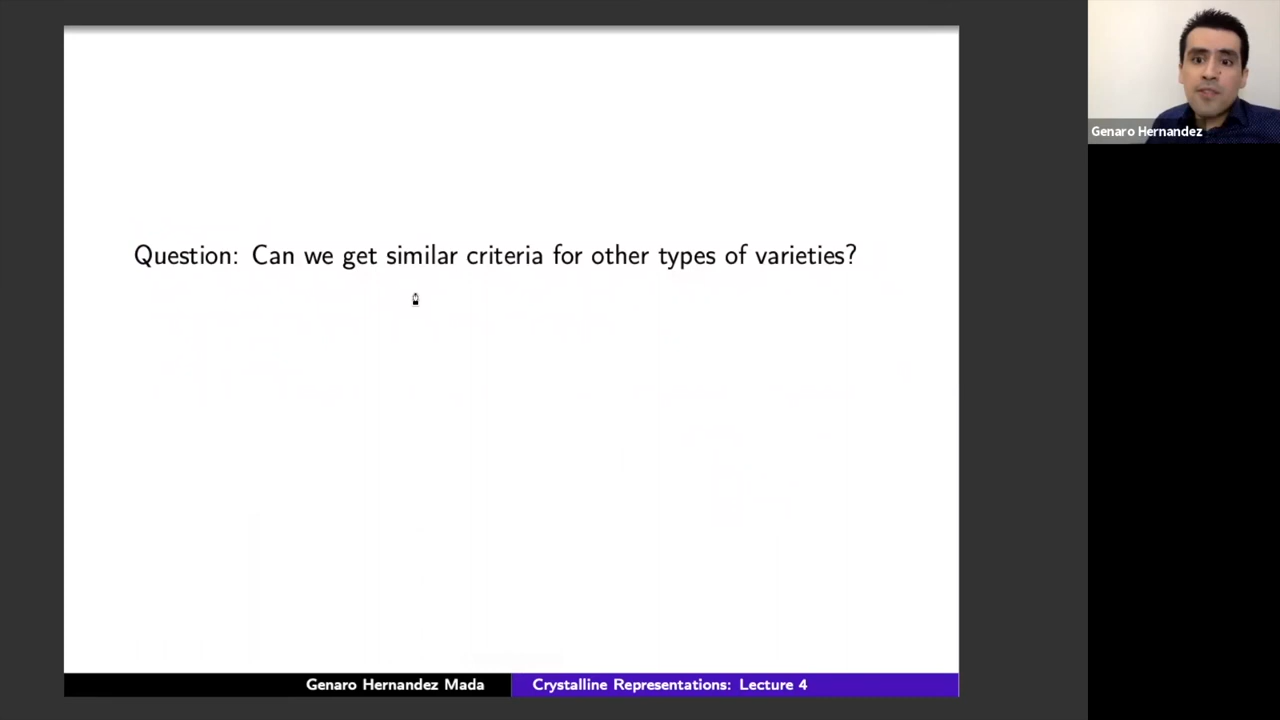 Question: Can we get similar criteria for other types of varieties?
Genaro Hernandez
Genaro Hernandez Mada
Crystalline Representations: Lecture 4